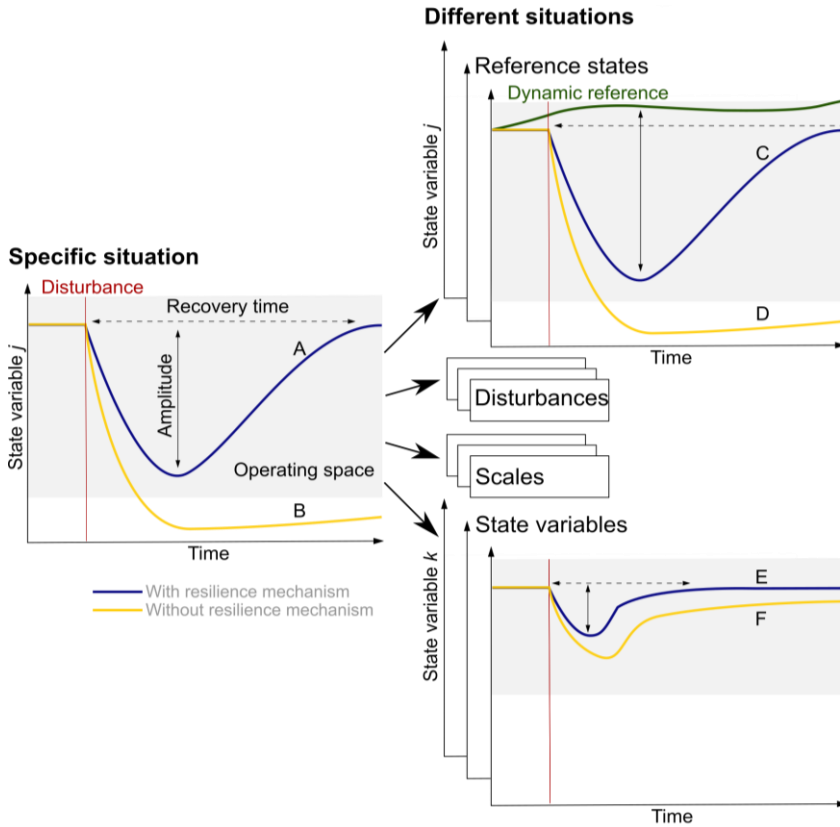 Different situations
Reference states
Dynamic reference
State variable j
C
D
Time
Specific situation
Disturbance
Recovery time
A
Amplitude
State variable j
Operating space
B
Time
With resilience mechanism
Without resilience mechanism
Disturbances
Scales
State variables
State variable k
E
F
Time